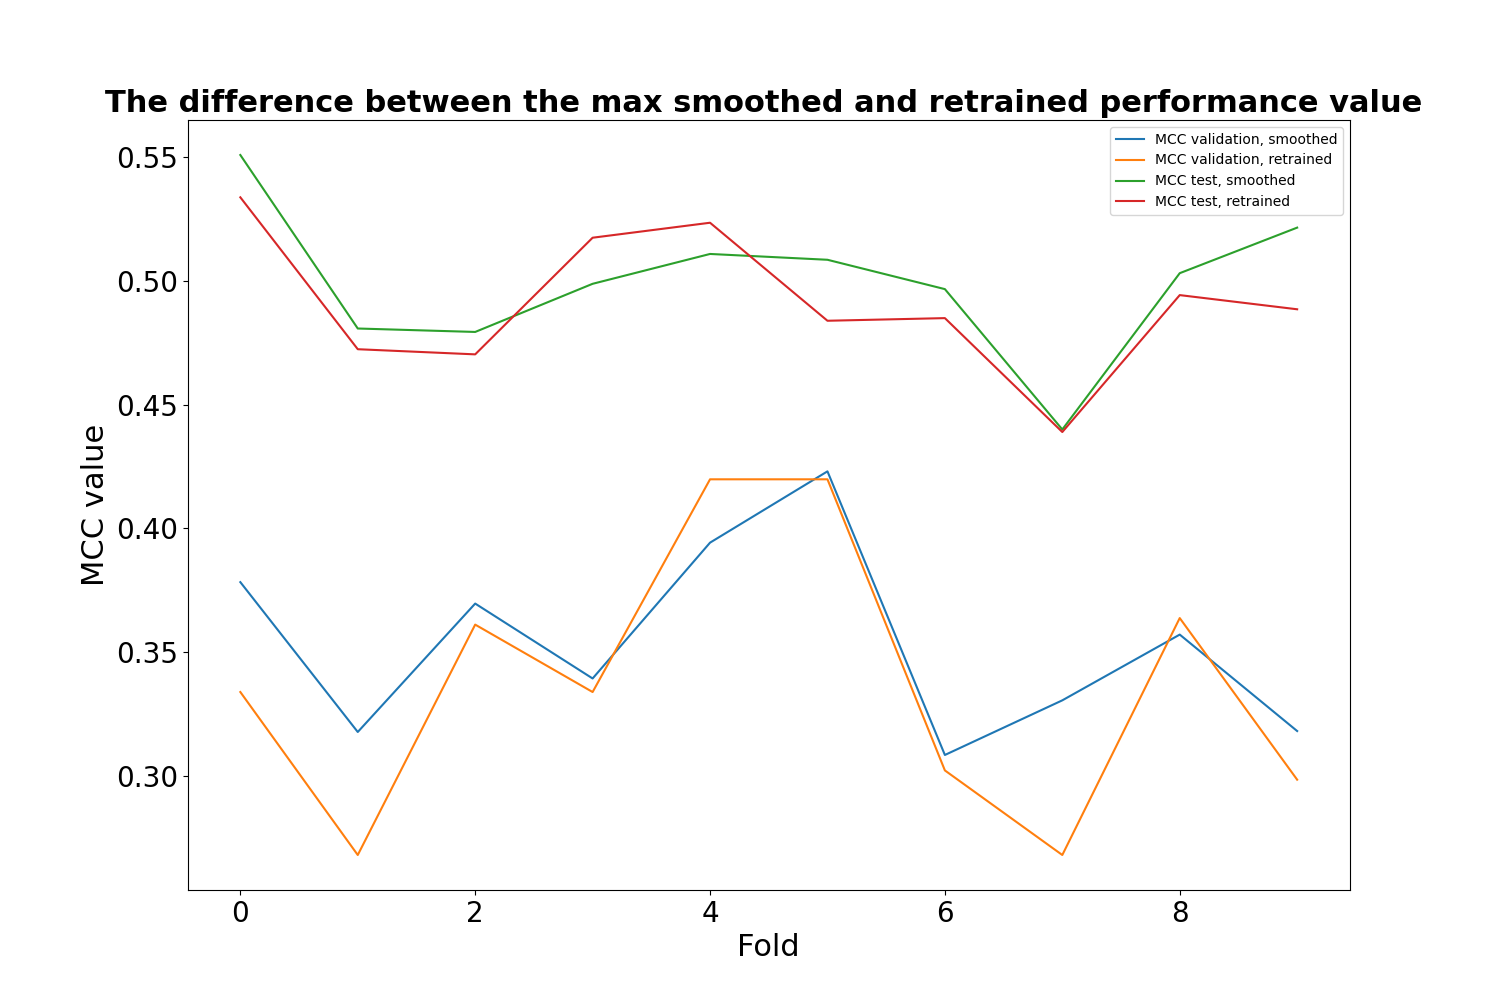 The difference between the max smoothed and retrained performance value
MCC validation, smoothed
MCC validation, retrained
MCC test, smoothed
MCC test, retrained
0.55
0.50
0.45
0.40
0.35
0.30
MCC value
0 2 4 6 8
Fold